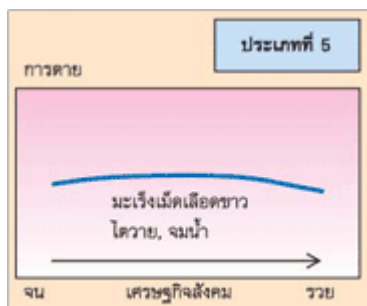 ประเภทที่ 5
การตาย
มะเร็งเม็ดเลือดขาว
ไตวาย, จมน้ำ
จน เศรษฐกิจสังคม รวย